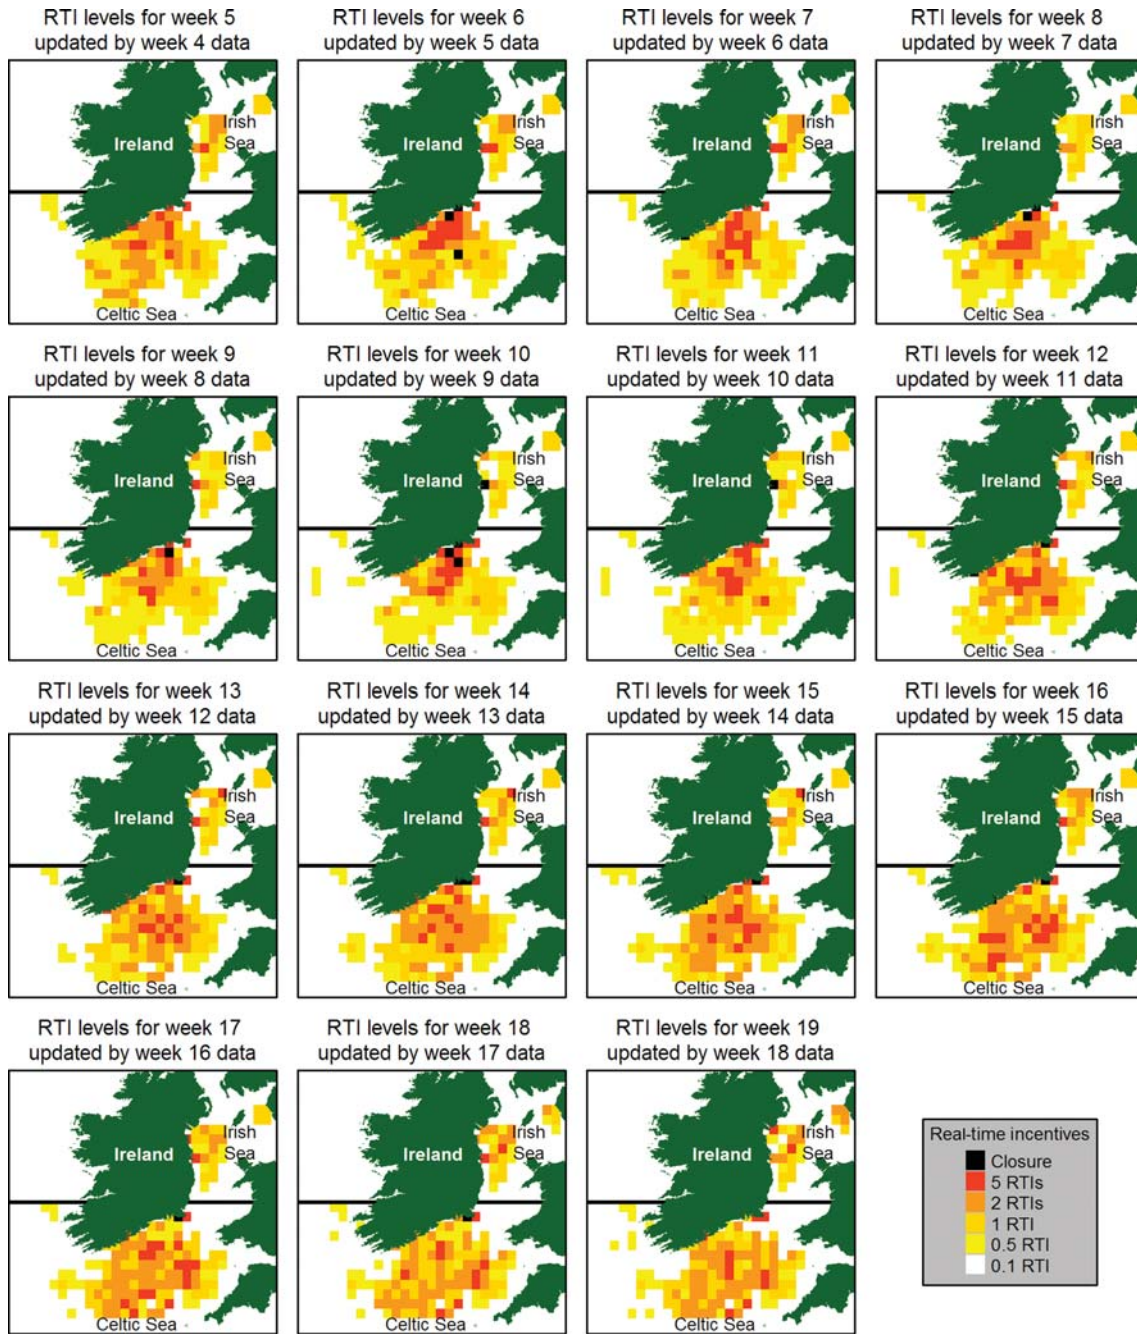 RTI levels for week 5
updated by week 4 data
Irish
Sea
Ireland
Celtic Sea
RTI levels for week 6
updated by week 5 data
Irish
Sea
Ireland
Celtic Sea
RTI levels for week 7
updated by week 6 data
Irish
Sea
Ireland
Celtic Sea
RTI levels for week 8
updated by week 7 data
Irish
Sea
Ireland
Celtic Sea
RTI levels for week 9
updated by week 8 data
Irish
Sea
Ireland
Celtic Sea
RTI levels for week 10
updated by week 9 data
Irish
Sea
Ireland
Celtic Sea
RTI levels for week 11
updated by week 10 data
Irish
Sea
Ireland
Celtic Sea
RTI levels for week 12
updated by week 11 data
Irish
Sea
Ireland
Celtic Sea
RTI levels for week 13
updated by week 12 data
Irish
Sea
Ireland
Celtic Sea
RTI levels for week 14
updated by week 13 data
Irish
Sea
Ireland
Celtic Sea
RTI levels for week 15
updated by week 14 data
Irish
Sea
Ireland
Celtic Sea
RTI levels for week 16
updated by week 15 data
Irish
Sea
Ireland
Celtic Sea
RTI levels for week 17
updated by week 16 data
Irish
Sea
Ireland
Celtic Sea
RTI levels for week 18
updated by week 17 data
Irish
Sea
Ireland
Celtic Sea
RTI levels for week 19
updated by week 18 data
Irish
Sea
Ireland
Celtic Sea
Real-time incentives
Closure
5 RTIs
2 RTIs
1 RTI
0.5 RTI
0.1 RTI